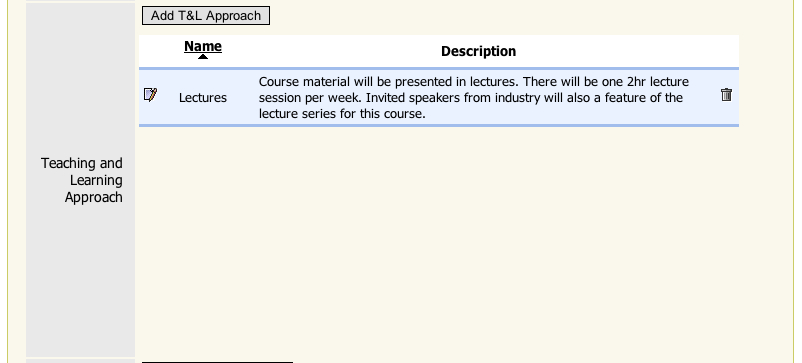 Add T&L Approach
Name
Description
Lectures
Course material will be presented in lectures. There will be one 2hr lecture
session per week. Invited speakers from industry will also a feature of the
lecture series for this course.
Teaching and
Learning
Approach